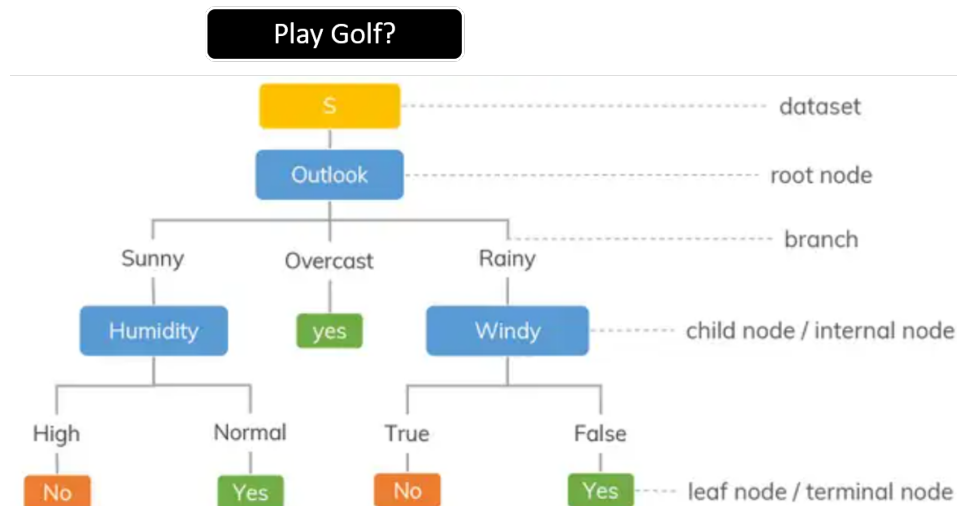 Play Golf?
S
dataset
Outlook
root node
branch
Sunny
Overcast
Rainy
Humidity
yes
Windy
child node / internal node
High
Normal
True
False
No
Yes
No
Yes
leaf node / terminal node